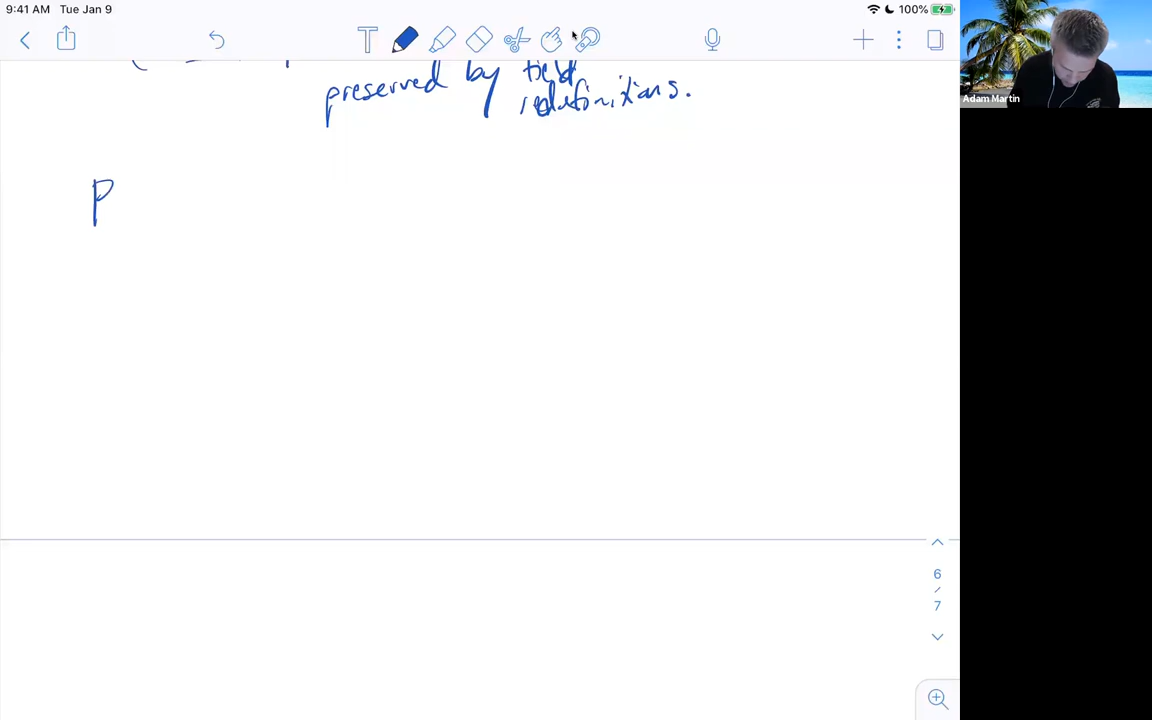 9:41 AM Tue Jan 9
100%
T
Adam Martin
preserved by field
redefinitions.
P
6
/
7